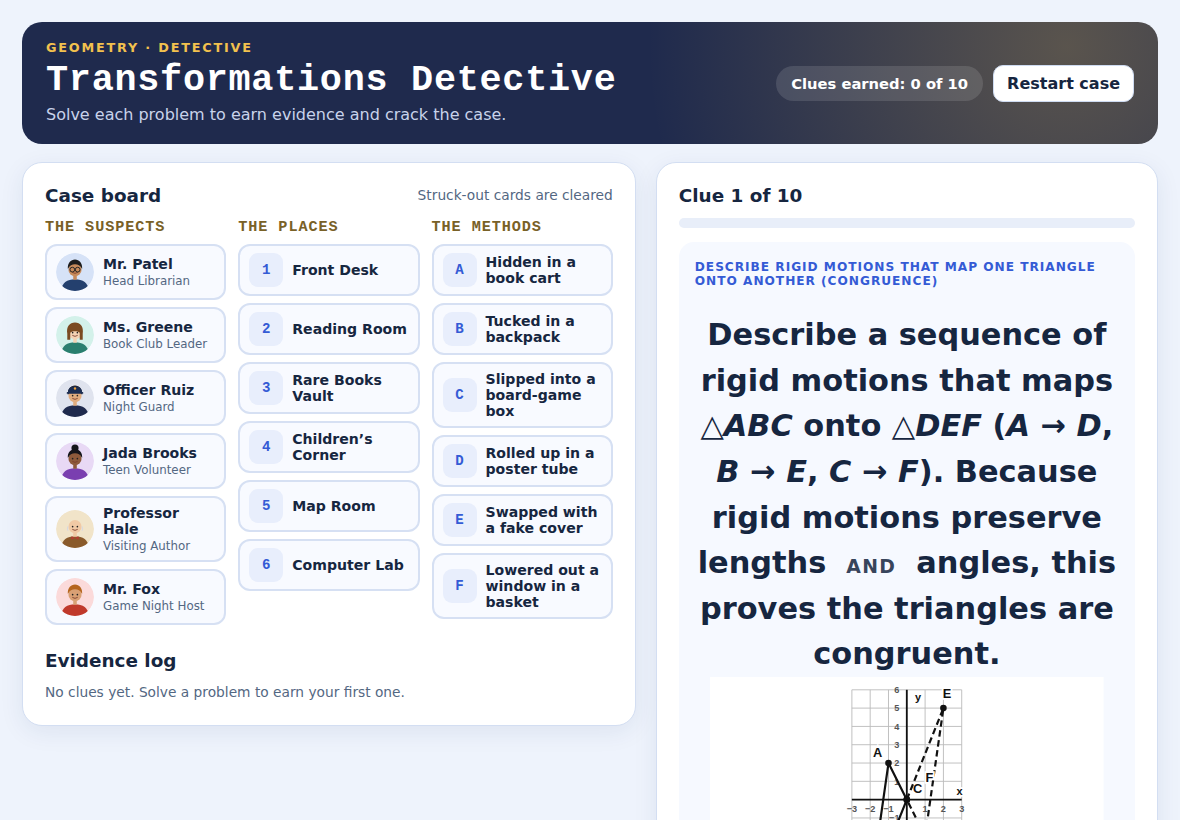 GEOMETRY · DETECTIVE
Transformations Detective
Solve each problem to earn evidence and crack the case.
Clues earned: 0 of 10
Restart case
Case board
Struck-out cards are cleared
THE SUSPECTS
Mr. Patel
Head Librarian
Ms. Greene
Book Club Leader
Officer Ruiz
Night Guard
Jada Brooks
Teen Volunteer
Professor
Hale
Visiting Author
Mr. Fox
Game Night Host
THE PLACES
1 Front Desk
2 Reading Room
3 Rare Books
Vault
4 Children’s
Corner
5 Map Room
6 Computer Lab
THE METHODS
A Hidden in a
book cart
B Tucked in a
backpack
C Slipped into a
board-game
box
D Rolled up in a
poster tube
E Swapped with
a fake cover
F Lowered out a
window in a
basket
Evidence log
No clues yet. Solve a problem to earn your first one.
Clue 1 of 10
DESCRIBE RIGID MOTIONS THAT MAP ONE TRIANGLE
ONTO ANOTHER (CONGRUENCE)
Describe a sequence of
rigid motions that maps
△ABC onto △DEF (A → D,
B → E, C → F). Because
rigid motions preserve
lengths AND angles, this
proves the triangles are
congruent.
6
y
E
5
4
3
A
2
F
C
x
−3 −2 −1 1 2 3
−1